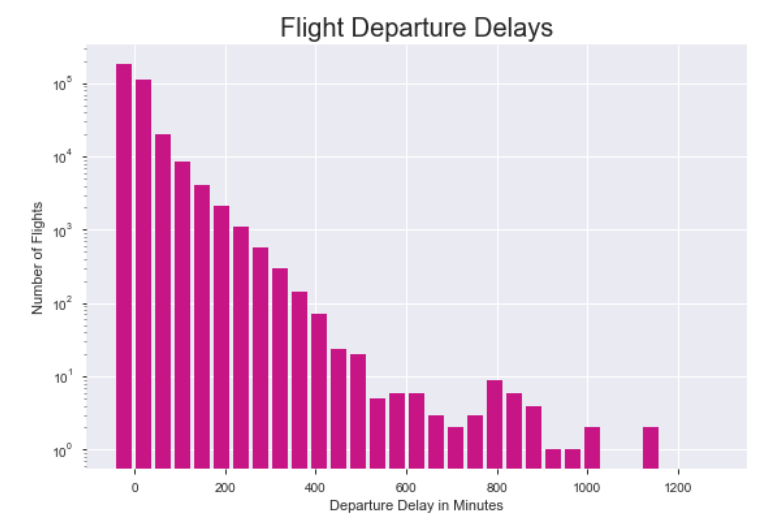 Flight Departure Delays
Number of Flights
10⁵
10⁴
10³
10²
10¹
10⁰
0 200 400 600 800 1000 1200
Departure Delay in Minutes